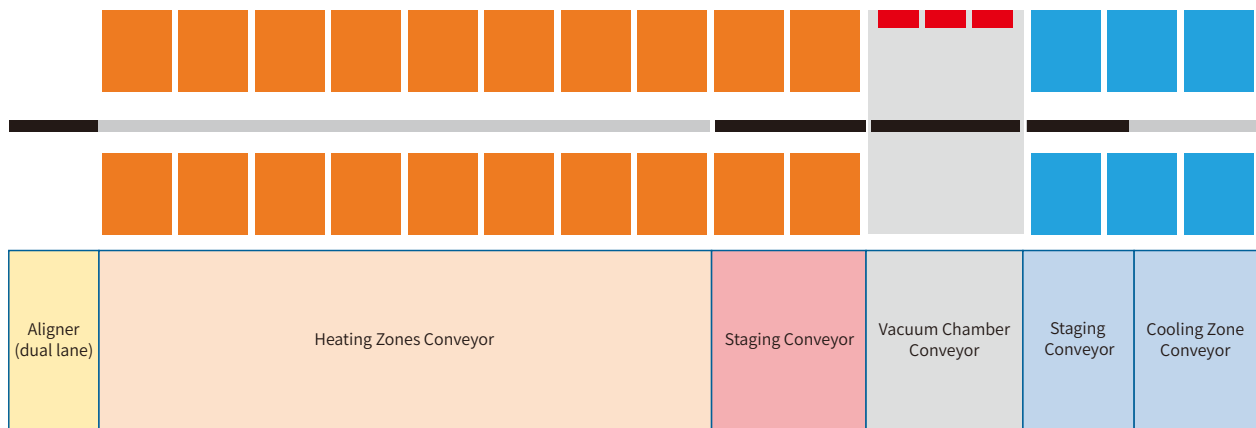 Aligner
(dual lane)
Heating Zones Conveyor
Staging Conveyor
Vacuum Chamber
Conveyor
Staging
Conveyor
Cooling Zone
Conveyor